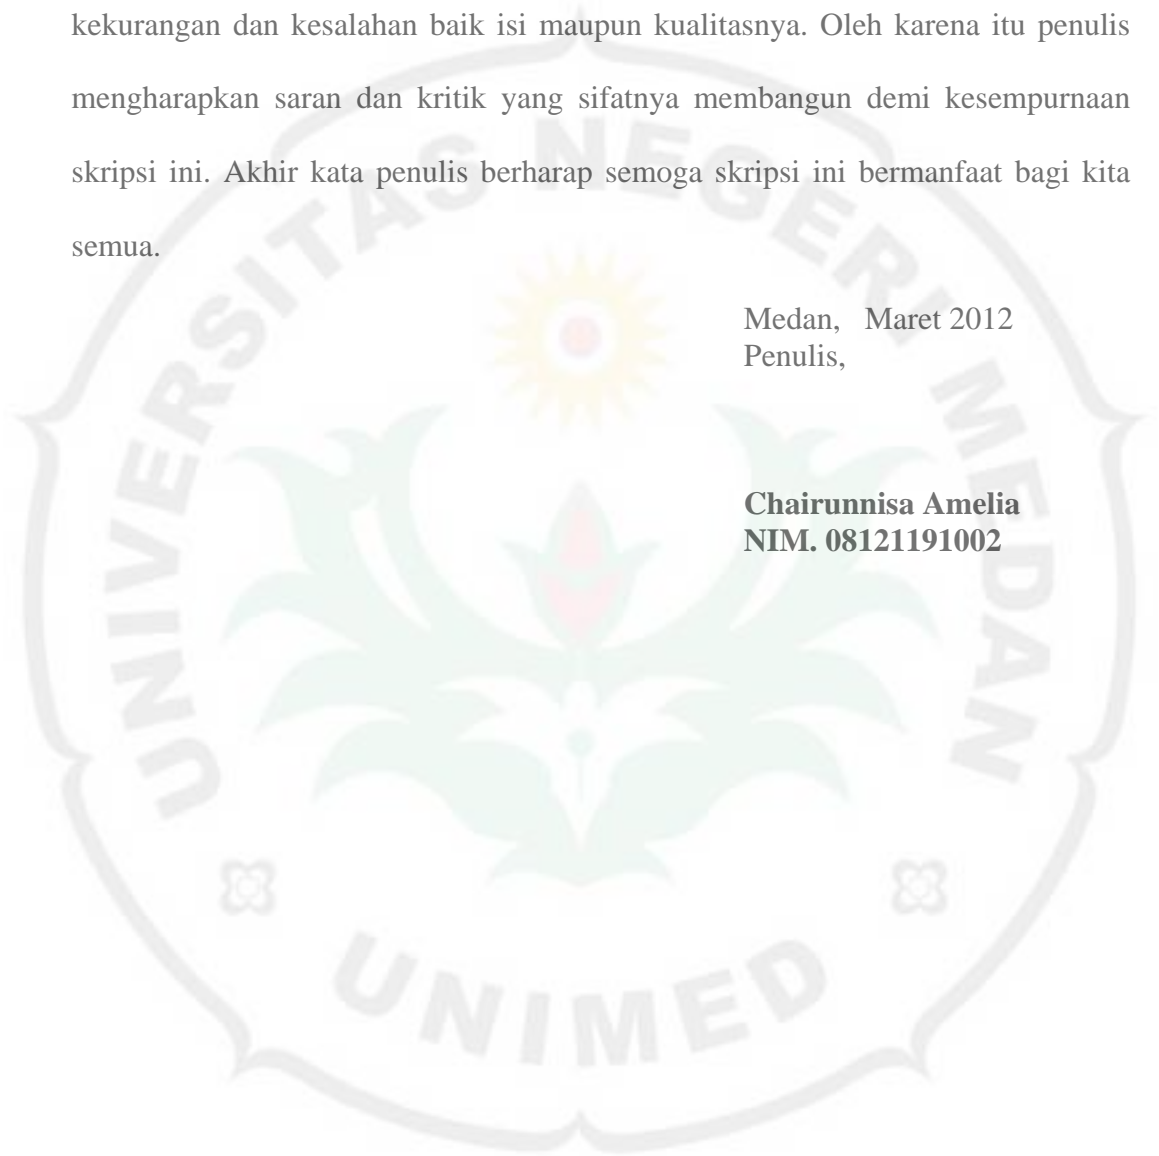 kekurangan dan kesalahan baik isi maupun kualitasnya. Oleh karena itu penulis
mengharapkan saran dan kritik yang sifatnya membangun demi kesempurnaan
skripsi ini. Akhir kata penulis berharap semoga skripsi ini bermanfaat bagi kita
semua.
Medan, Maret 2012
Penulis,
Chairunnisa Amelia
NIM. 08121191002
UNIVERSITAS NEGERI MEDAN
UNIMED